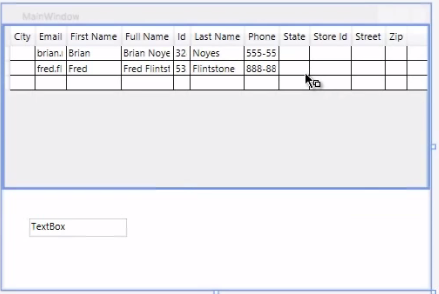 MainWindow
City Email First Name Full Name Id Last Name Phone State Store Id Street Zip
brian. Brian Brian Noye 32 Noyes 555-55
fred.fl Fred Fred Flintst 53 Flintstone 888-88
TextBox